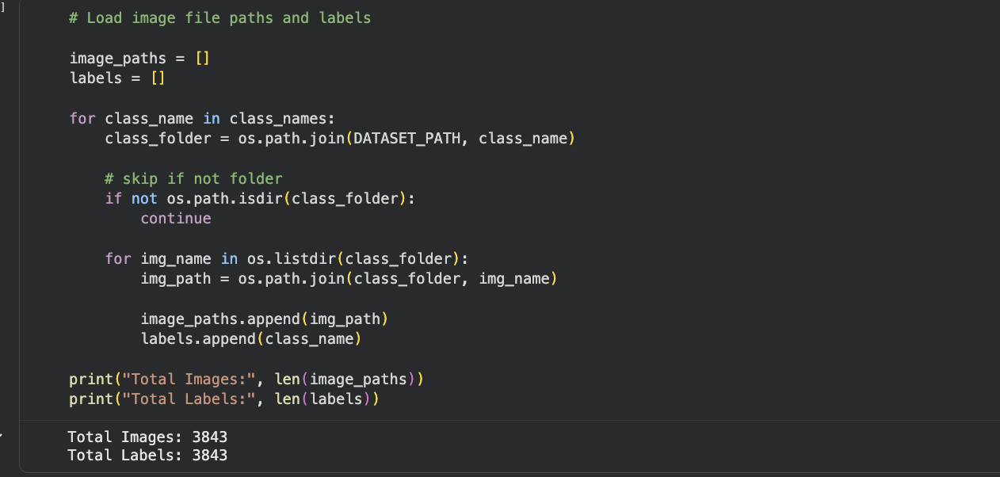 ]
# Load image file paths and labels
image_paths = []
labels = []
for class_name in class_names:
    class_folder = os.path.join(DATASET_PATH, class_name)
    # skip if not folder
    if not os.path.isdir(class_folder):
        continue
    for img_name in os.listdir(class_folder):
        img_path = os.path.join(class_folder, img_name)
        image_paths.append(img_path)
        labels.append(class_name)
print("Total Images:", len(image_paths))
print("Total Labels:", len(labels))
Total Images: 3843
Total Labels: 3843